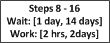 Steps 8 - 16
Wait: [1 day, 14 days]
Work: [2 hrs, 2days]